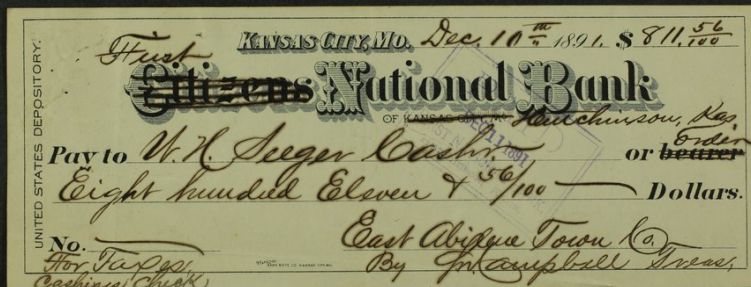 KANSAS CITY, MO. Dec. 10th 1891. $811.56/100
First
Citizens National Bank
OF KANSAS CITY, MO. Hutchinson, Kas
Pay to W. H. Seeger Cashr. or bearer order
Eight hundred Eleven & 56/100 Dollars.
No. East Abilene Town Co.
For Taxes, By Campbell Treas,
Cashiers Check
UNITED STATES DEPOSITORY.